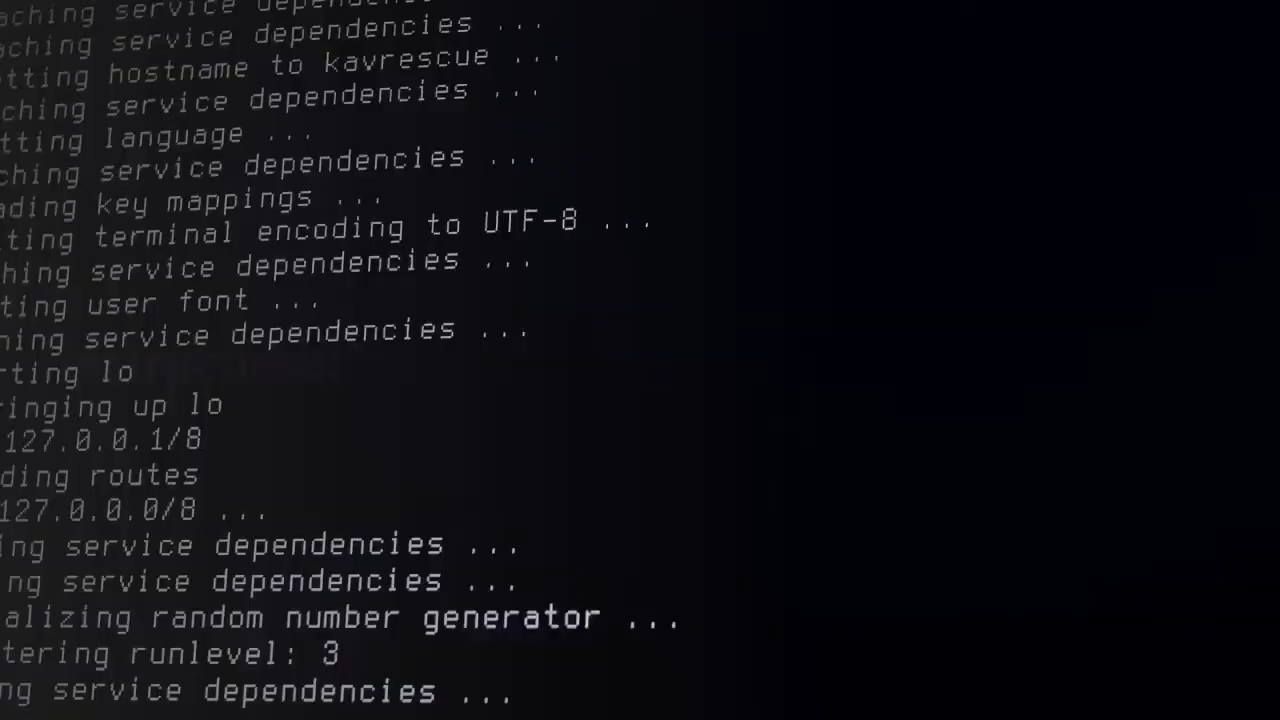 aching service
aching service dependencies ...
tting hostname to kavrescue ...
ching service dependencies ...
tting language ...
ching service dependencies ...
ading key mappings ...
ting terminal encoding to UTF-8 ...
hing service dependencies ...
ting user font ...
ning service dependencies ...
rting lo
ringing up lo
127.0.0.1/8
ding routes
127.0.0.0/8 ...
ing service dependencies ...
ng service dependencies ...
alizing random number generator ...
tering runlevel: 3
ng service dependencies ...